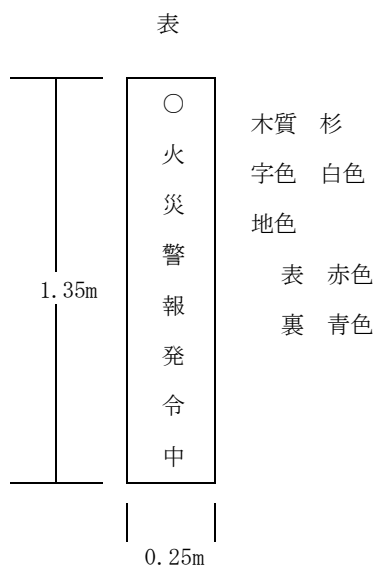 表
○火災警報発令中
木質 杉
字色 白色
地色
表 赤色
裏 青色
1.35m
0.25m